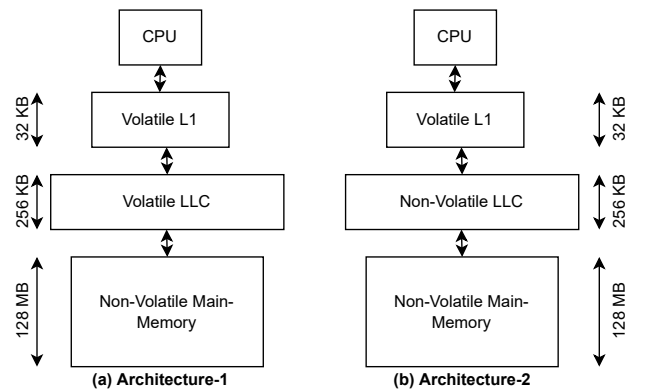 CPU
Volatile L1
32 KB
Volatile LLC
256 KB
Non-Volatile Main-
Memory
128 MB
(a) Architecture-1
CPU
Volatile L1
32 KB
Non-Volatile LLC
256 KB
Non-Volatile Main-
Memory
128 MB
(b) Architecture-2